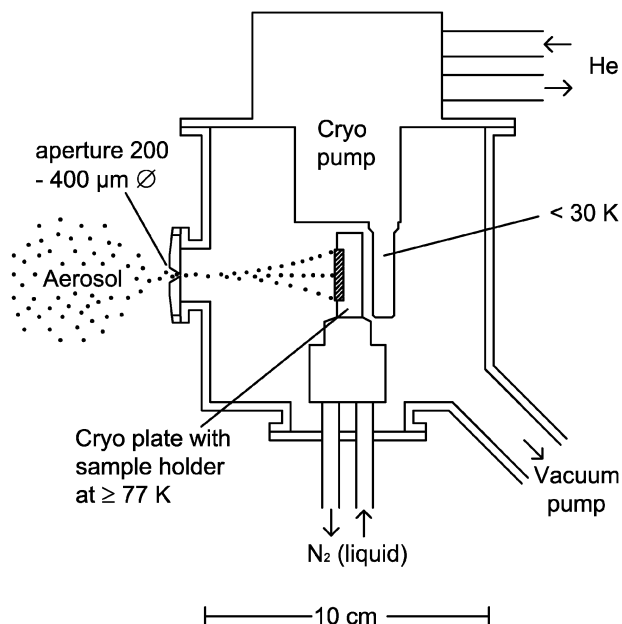 He
Cryo
pump
aperture 200
- 400 µm Ø
< 30 K
Aerosol
Cryo plate with
sample holder
at ≥ 77 K
Vacuum
pump
N₂ (liquid)
10 cm